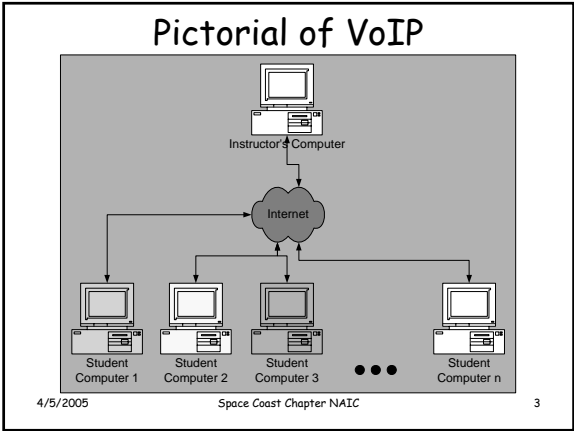 Pictorial of VoIP
Instructor's Computer
Internet
Student
Computer 1
Student
Computer 2
Student
Computer 3
Student
Computer n
4/5/2005
Space Coast Chapter NAIC
3